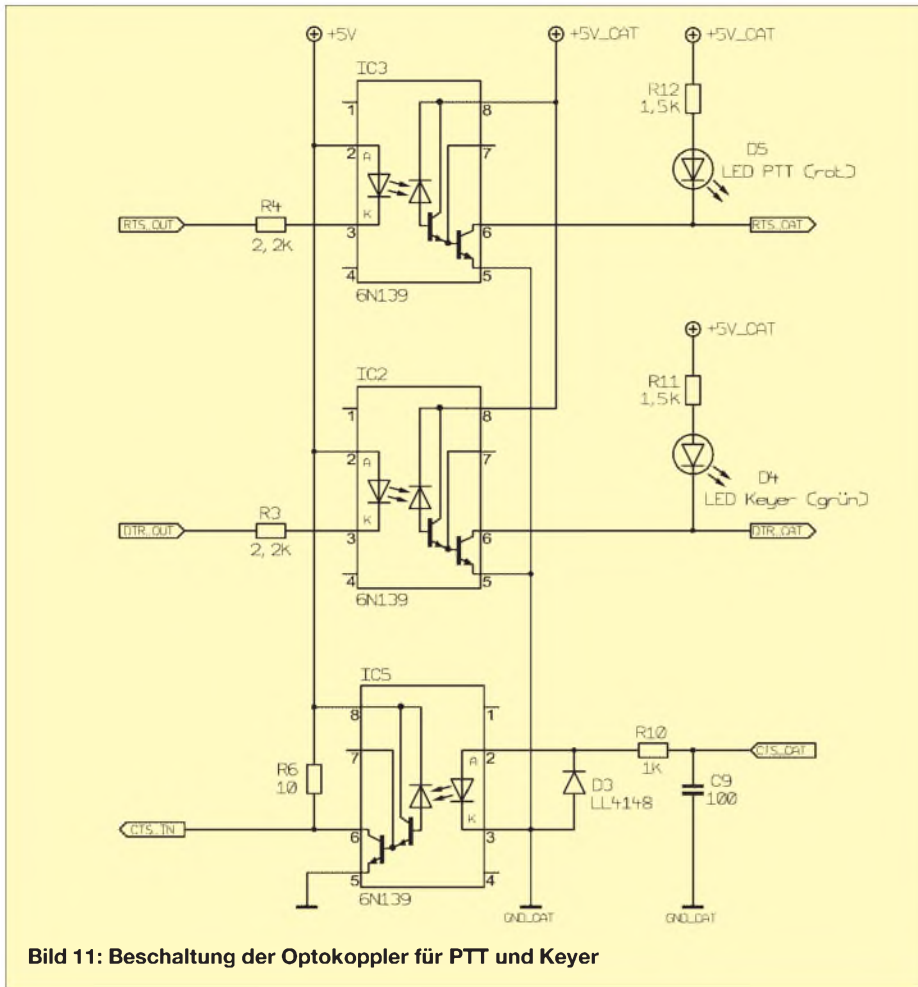 +5V
+5V_CAT
+5V_CAT
IC3
R12
1,5K
1
8
2
A
7
D5
LED PTT (rot)
RTS_OUT
R4
2,2K
3
K
6
RTS_CAT
4
5
6N139
+5V_CAT
IC2
R11
1,5K
1
8
2
A
7
D4
LED Keyer (grün)
DTR_OUT
R3
2,2K
3
K
6
DTR_CAT
4
5
6N139
IC5
8
1
R10
1K
CTS_CAT
7
2
A
R6
10
D3
LL4148
C9
100
CTS_IN
6
K
3
5
4
6N139
GND_CAT
GND_CAT
Bild 11: Beschaltung der Optokoppler für PTT und Keyer